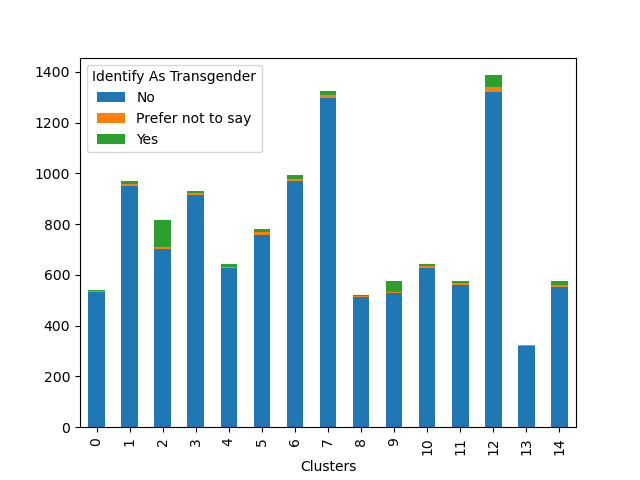 1400
1200
1000
800
600
400
200
0
Identify As Transgender
No
Prefer not to say
Yes
0 1 2 3 4 5 6 7 8 9 10 11 12 13 14
Clusters